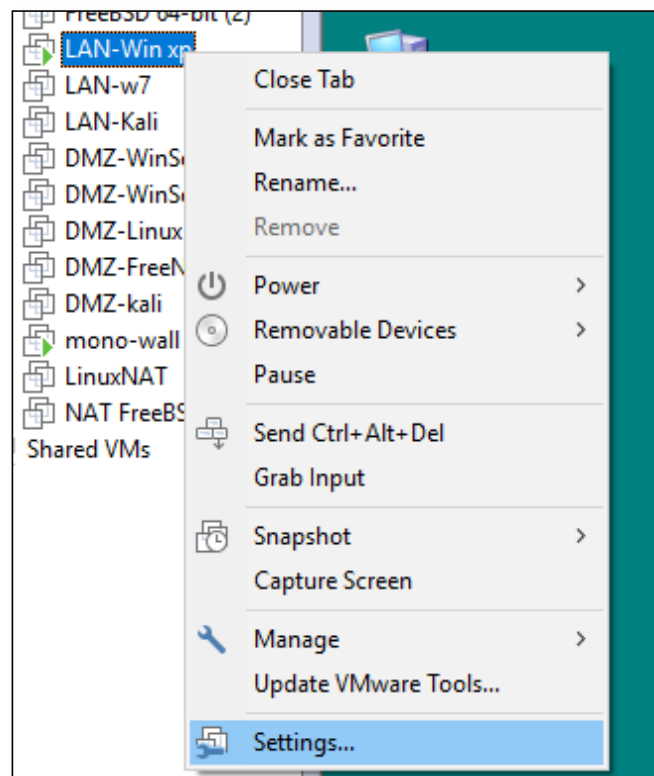 FreeBSD 64-bit (2)
LAN-Win xp
LAN-w7
LAN-Kali
DMZ-WinSe
DMZ-WinSe
DMZ-Linux
DMZ-FreeN
DMZ-kali
mono-wall
LinuxNAT
NAT FreeBS
Shared VMs
Close Tab
Mark as Favorite
Rename...
Remove
Power
Removable Devices
Pause
Send Ctrl+Alt+Del
Grab Input
Snapshot
Capture Screen
Manage
Update VMware Tools...
Settings...